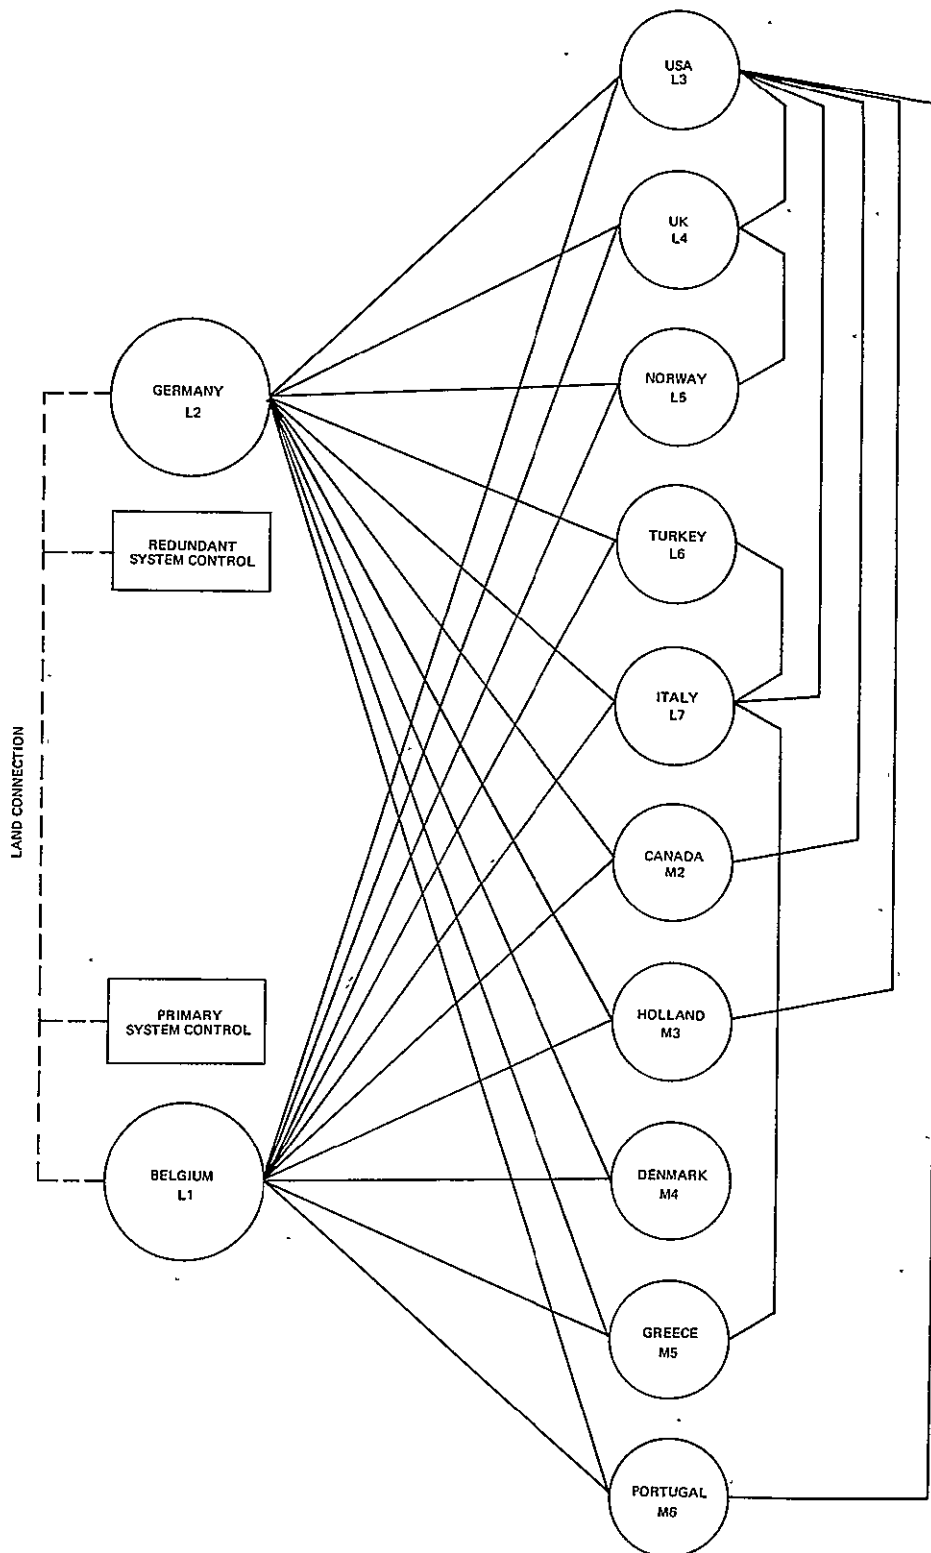 USA
L3
UK
L4
GERMANY
L2
NORWAY
L5
REDUNDANT
SYSTEM CONTROL
TURKEY
L6
ITALY
L7
LAND CONNECTION
CANADA
M2
PRIMARY
SYSTEM CONTROL
HOLLAND
M3
BELGIUM
L1
DENMARK
M4
GREECE
M5
PORTUGAL
M6